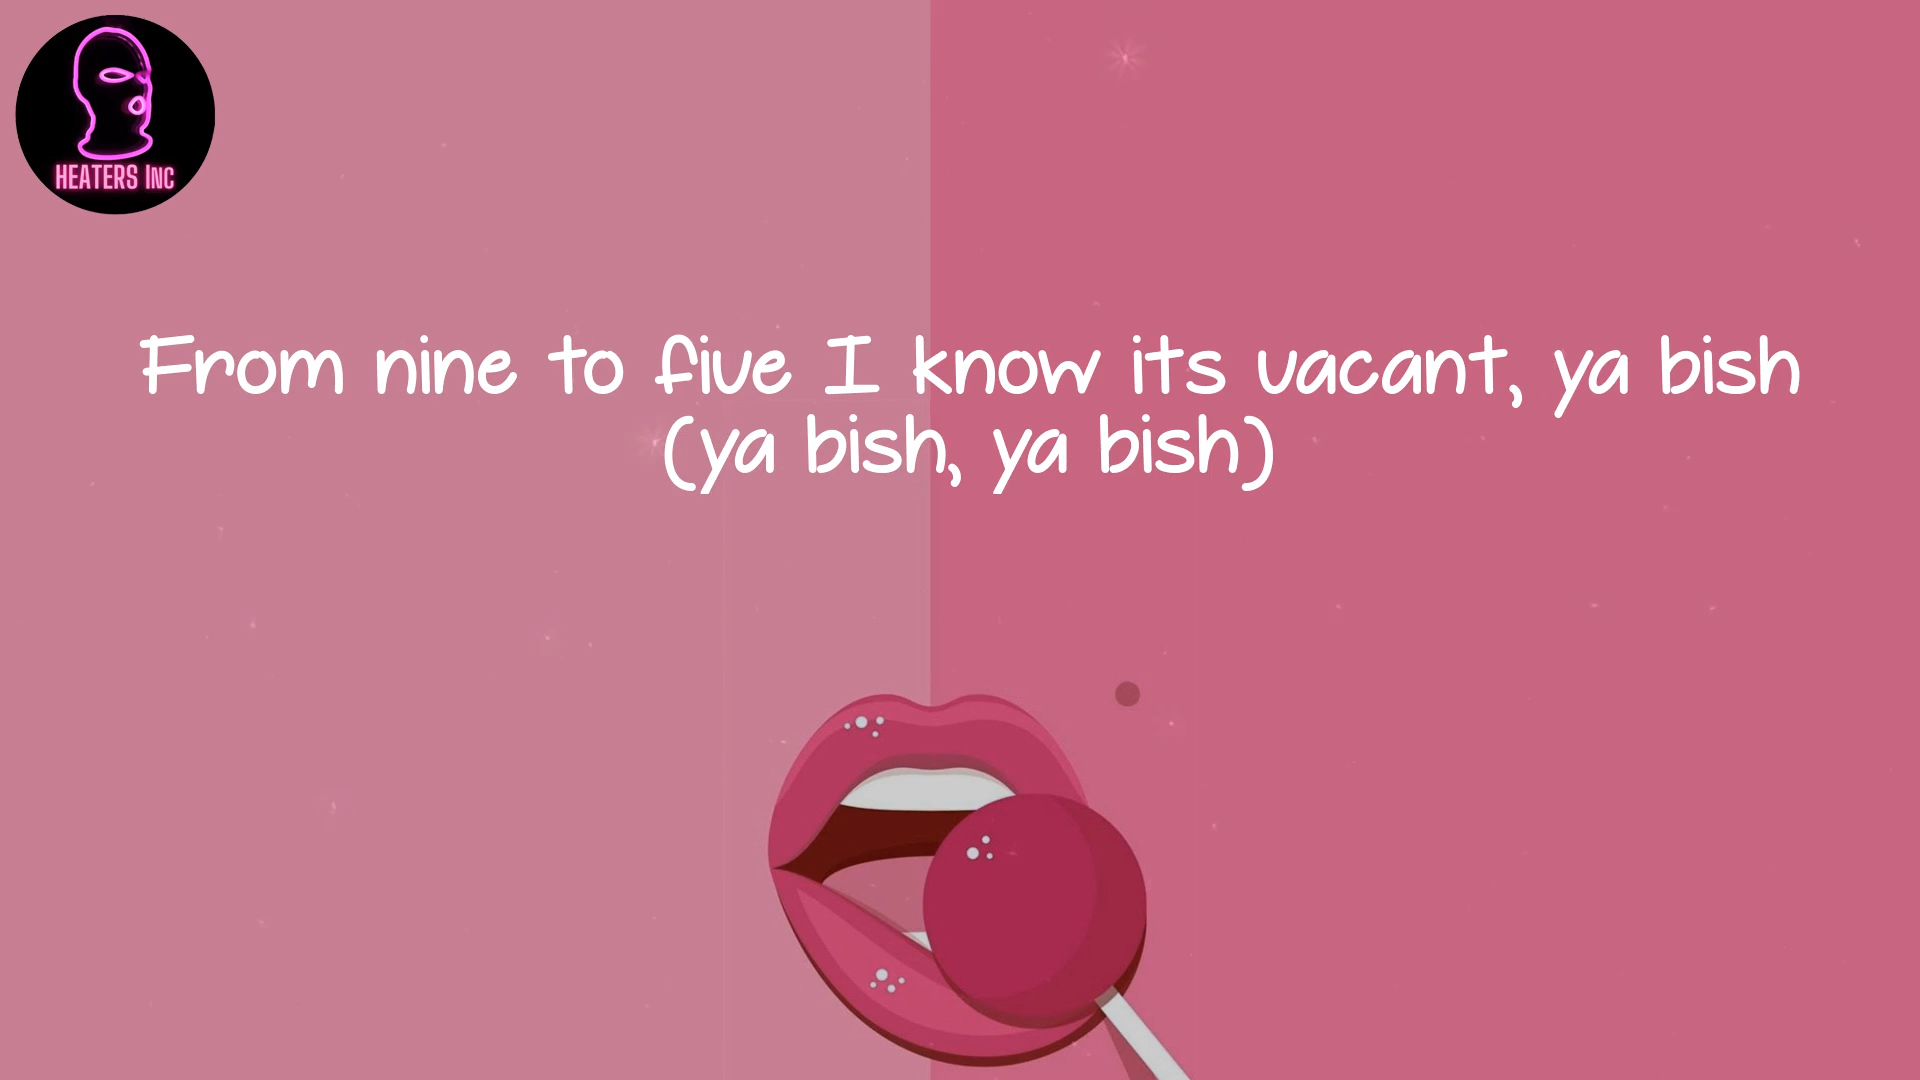 HEATERS INC
From nine to five I know its vacant, ya bish
(ya bish, ya bish)